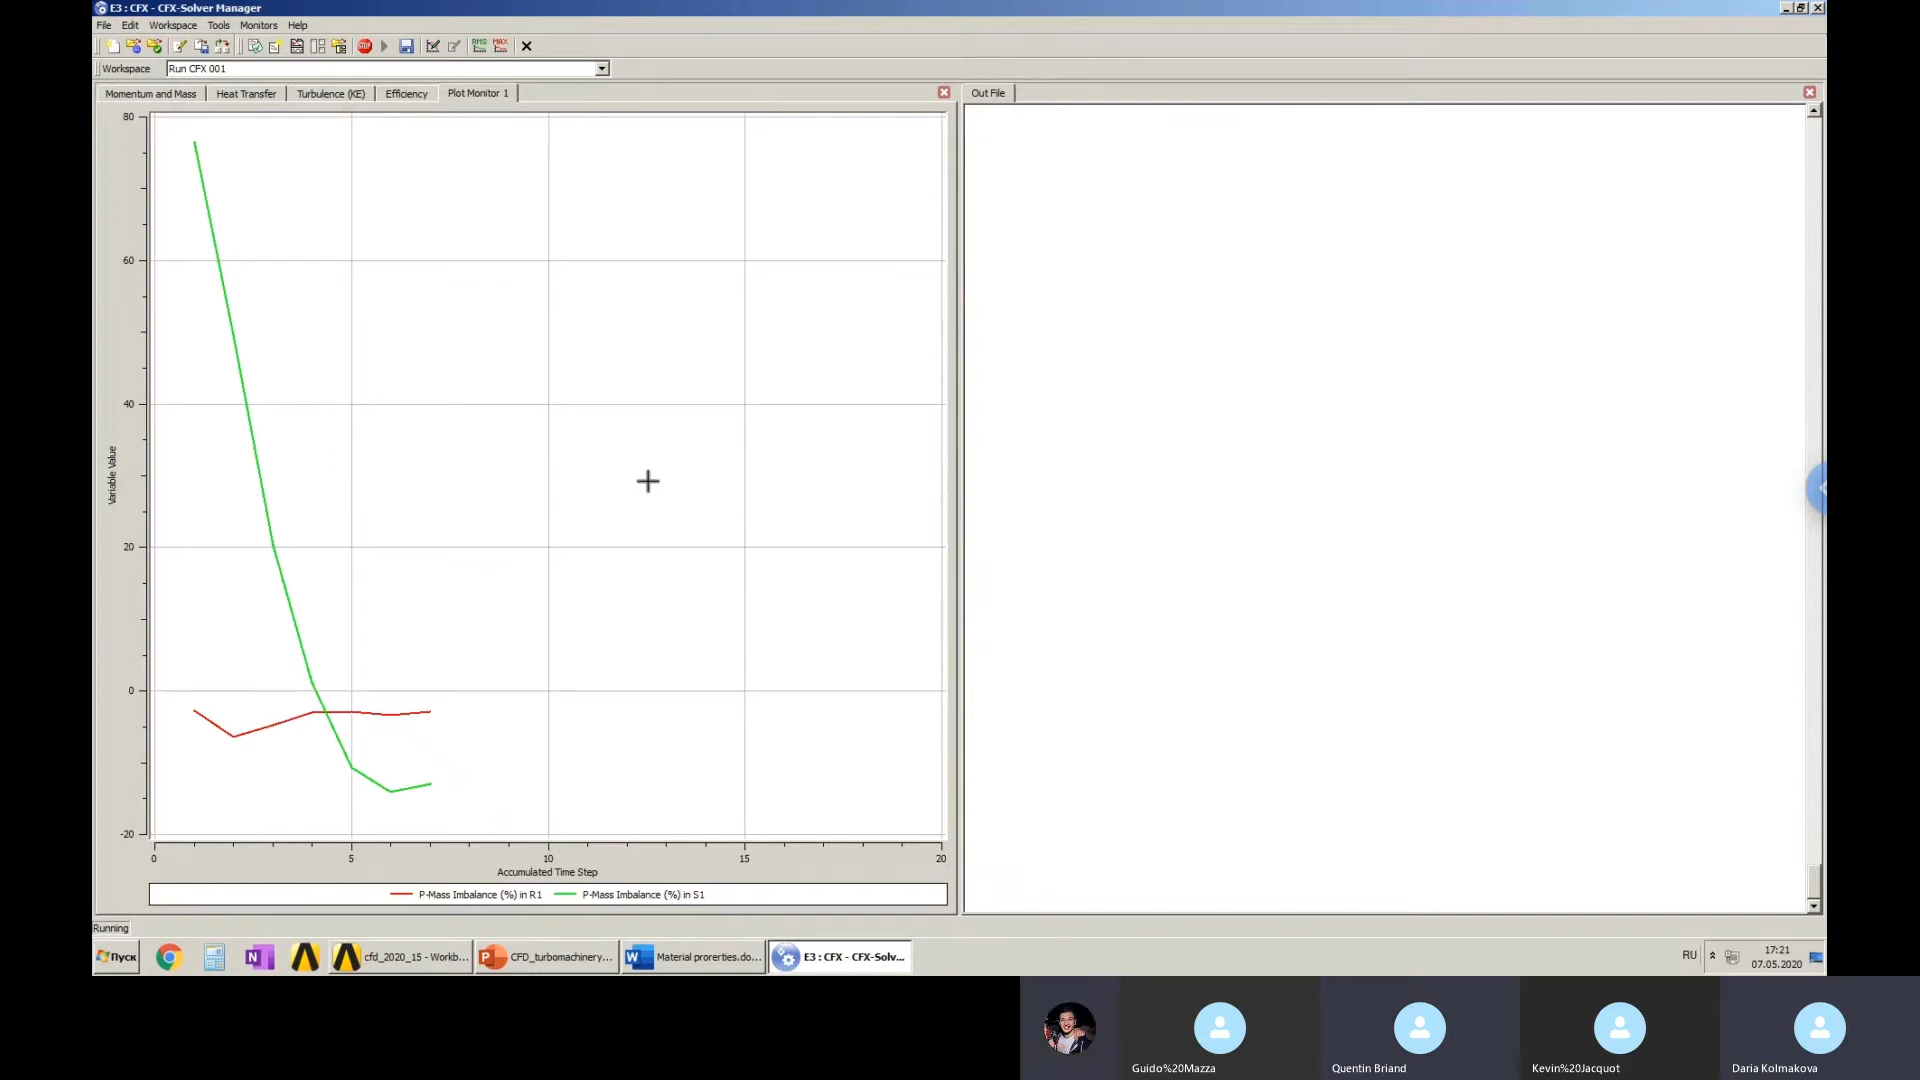 E3 : CFX - CFX-Solver Manager
File Edit Workspace Tools Monitors Help
STOP RMS MAX
Workspace Run CFX 001
Momentum and Mass Heat Transfer Turbulence (KE) Efficiency Plot Monitor 1
Out File
80
60
40
20
0
-20
Variable Value
0 5 10 15 20
Accumulated Time Step
P-Mass Imbalance (%) in R1 P-Mass Imbalance (%) in S1
Running
Пуск cfd_2020_15 - Workb... CFD_turbomachinery... Material prorerties.do... E3 : CFX - CFX-Solv...
RU 17:21
07.05.2020
Guido%20Mazza Quentin Briand Kevin%20Jacquot Daria Kolmakova